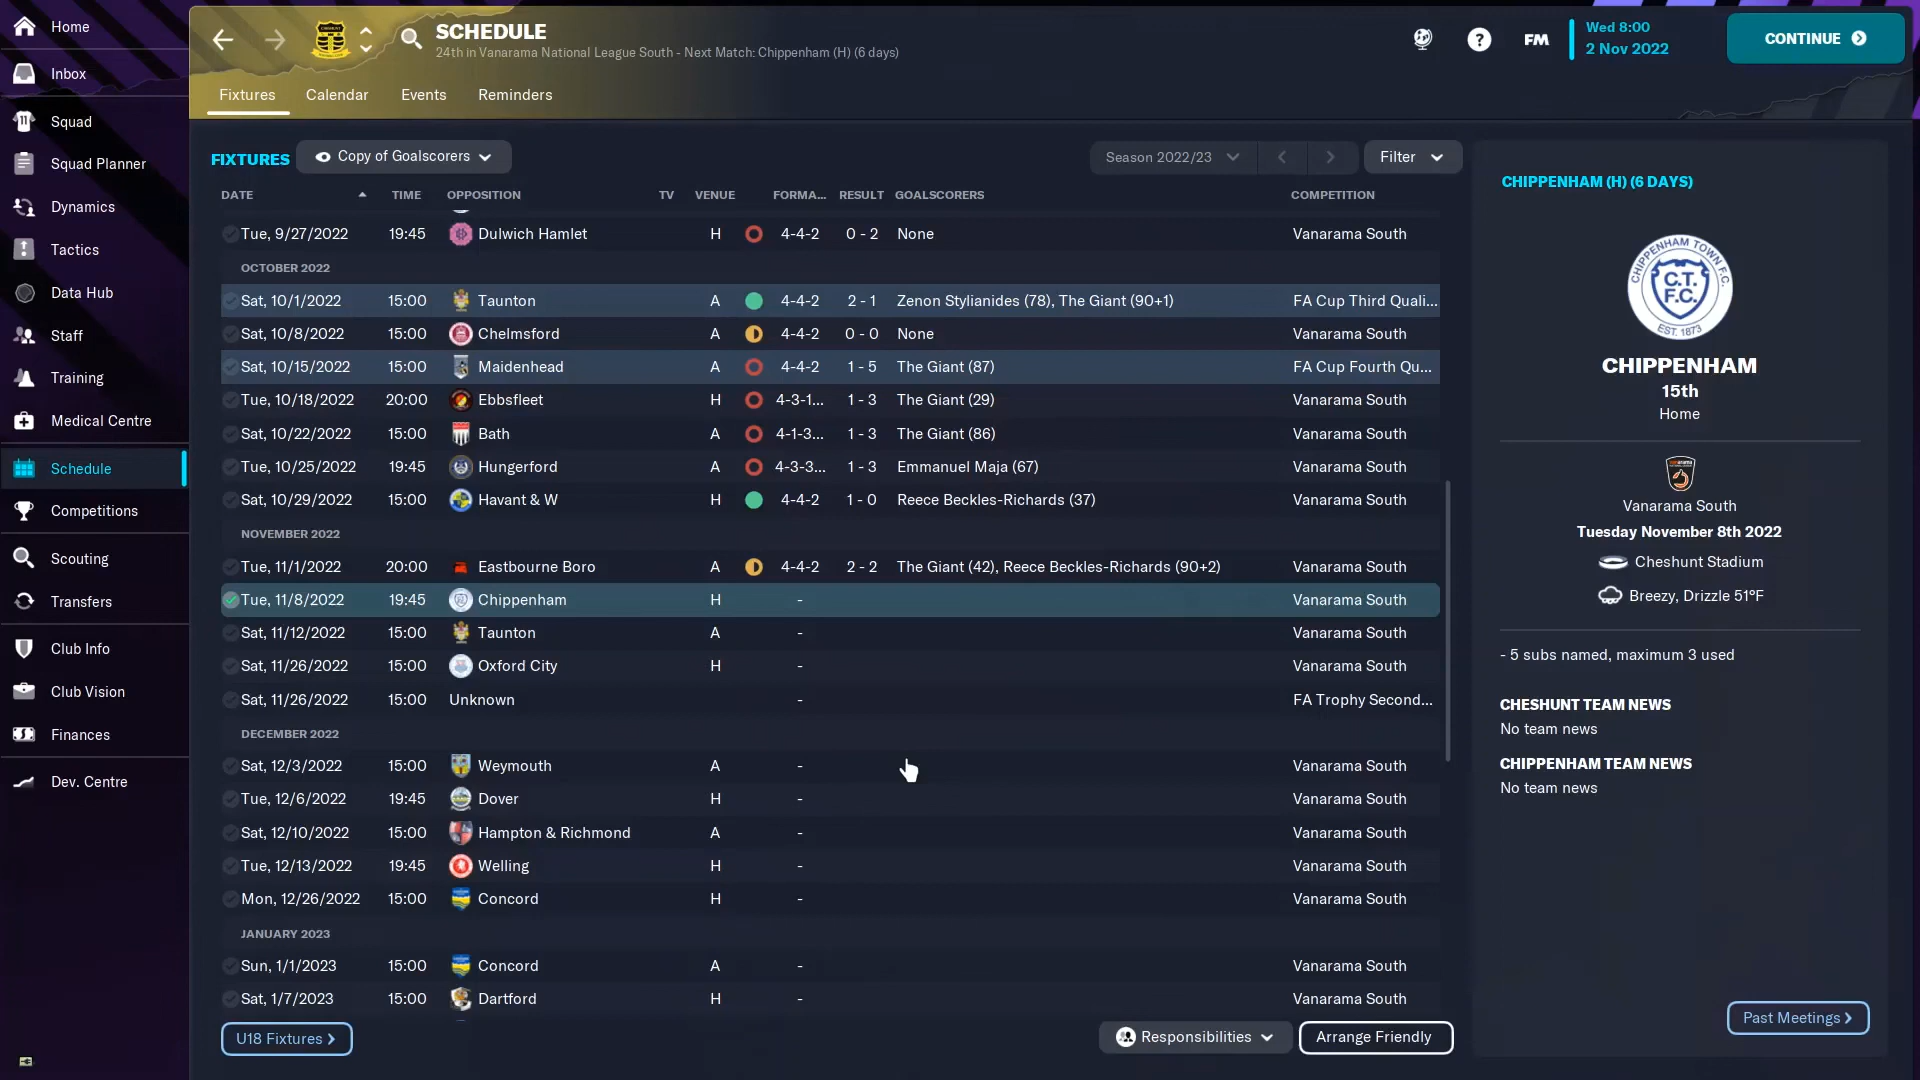 Home
Inbox
Squad
Squad Planner
Dynamics
Tactics
Data Hub
Staff
Training
Medical Centre
Schedule
Competitions
Scouting
Transfers
Club Info
Club Vision
Finances
Dev. Centre
SCHEDULE
24th in Vanarama National League South - Next Match: Chippenham (H) (6 days)
FM
Wed 8:00
2 Nov 2022
CONTINUE
Fixtures Calendar Events Reminders
FIXTURES Copy of Goalscorers Season 2022/23 Filter
DATE TIME OPPOSITION TV VENUE FORMA... RESULT GOALSCORERS COMPETITION
Tue, 9/27/2022 19:45 Dulwich Hamlet H 4-4-2 0 - 2 None Vanarama South
OCTOBER 2022
Sat, 10/1/2022 15:00 Taunton A 4-4-2 2 - 1 Zenon Stylianides (78), The Giant (90+1) FA Cup Third Quali...
Sat, 10/8/2022 15:00 Chelmsford A 4-4-2 0 - 0 None Vanarama South
Sat, 10/15/2022 15:00 Maidenhead A 4-4-2 1 - 5 The Giant (87) FA Cup Fourth Qu...
Tue, 10/18/2022 20:00 Ebbsfleet H 4-3-1... 1 - 3 The Giant (29) Vanarama South
Sat, 10/22/2022 15:00 Bath A 4-1-3... 1 - 3 The Giant (86) Vanarama South
Tue, 10/25/2022 19:45 Hungerford A 4-3-3... 1 - 3 Emmanuel Maja (67) Vanarama South
Sat, 10/29/2022 15:00 Havant & W H 4-4-2 1 - 0 Reece Beckles-Richards (37) Vanarama South
NOVEMBER 2022
Tue, 11/1/2022 20:00 Eastbourne Boro A 4-4-2 2 - 2 The Giant (42), Reece Beckles-Richards (90+2) Vanarama South
Tue, 11/8/2022 19:45 Chippenham H - Vanarama South
Sat, 11/12/2022 15:00 Taunton A - Vanarama South
Sat, 11/26/2022 15:00 Oxford City H - Vanarama South
Sat, 11/26/2022 15:00 Unknown - FA Trophy Second...
DECEMBER 2022
Sat, 12/3/2022 15:00 Weymouth A - Vanarama South
Tue, 12/6/2022 19:45 Dover H - Vanarama South
Sat, 12/10/2022 15:00 Hampton & Richmond A - Vanarama South
Tue, 12/13/2022 19:45 Welling H - Vanarama South
Mon, 12/26/2022 15:00 Concord H - Vanarama South
JANUARY 2023
Sun, 1/1/2023 15:00 Concord A - Vanarama South
Sat, 1/7/2023 15:00 Dartford H - Vanarama South
U18 Fixtures Responsibilities Arrange Friendly
CHIPPENHAM (H) (6 DAYS)
CHIPPENHAM TOWN F.C.
C.T.
F.C.
EST. 1873
CHIPPENHAM
15th
Home
Vanarama South
Tuesday November 8th 2022
Cheshunt Stadium
Breezy, Drizzle 51°F
- 5 subs named, maximum 3 used
CHESHUNT TEAM NEWS
No team news
CHIPPENHAM TEAM NEWS
No team news
Past Meetings